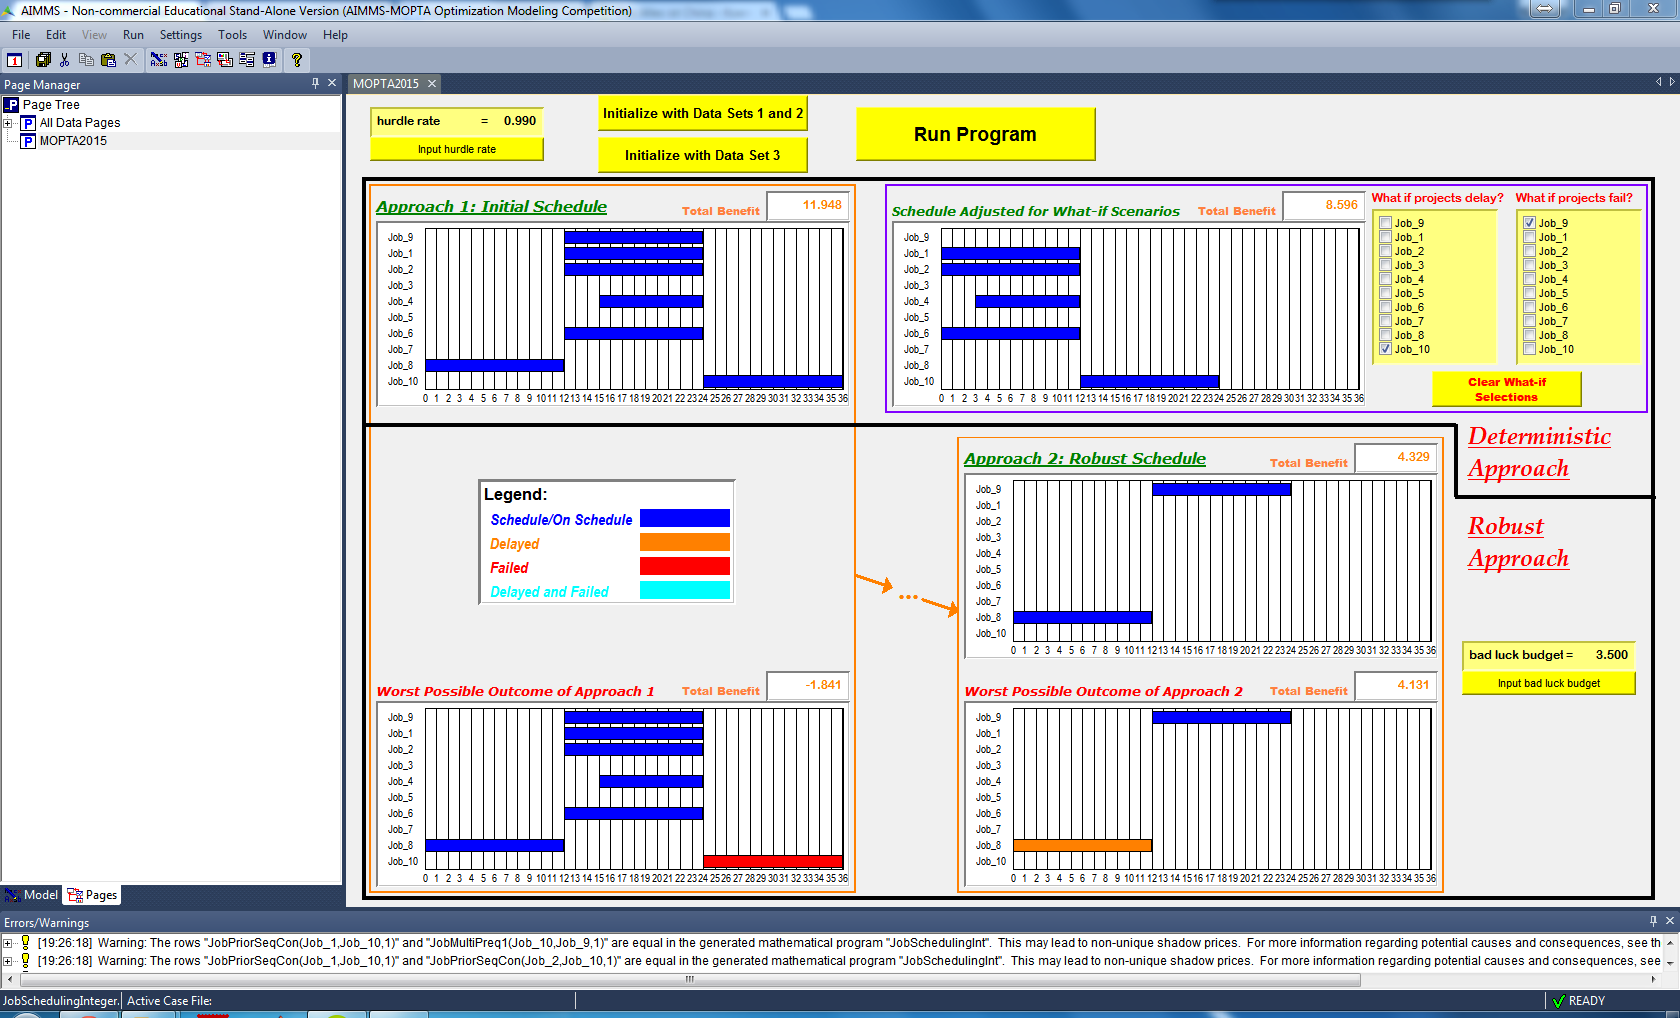 AIMMS - Non-commercial Educational Stand-Alone Version (AIMMS-MOPTA Optimization Modeling Competition)
File Edit View Run Settings Tools Window Help
Page Manager
MOPTA2015
Page Tree
All Data Pages
MOPTA2015
hurdle rate = 0.990
Input hurdle rate
Initialize with Data Sets 1 and 2
Initialize with Data Set 3
Run Program
Approach 1: Initial Schedule Total Benefit 11.948
Job_9
Job_1
Job_2
Job_3
Job_4
Job_5
Job_6
Job_7
Job_8
Job_10
0 1 2 3 4 5 6 7 8 9 10 11 12 13 14 15 16 17 18 19 20 21 22 23 24 25 26 27 28 29 30 31 32 33 34 35 36
Schedule Adjusted for What-if Scenarios Total Benefit 8.596
Job_9
Job_1
Job_2
Job_3
Job_4
Job_5
Job_6
Job_7
Job_8
Job_10
0 1 2 3 4 5 6 7 8 9 10 11 12 13 14 15 16 17 18 19 20 21 22 23 24 25 26 27 28 29 30 31 32 33 34 35 36
What if projects delay?
Job_9
Job_1
Job_2
Job_3
Job_4
Job_5
Job_6
Job_7
Job_8
Job_10
What if projects fail?
Job_9
Job_1
Job_2
Job_3
Job_4
Job_5
Job_6
Job_7
Job_8
Job_10
Clear What-if
Selections
Deterministic
Approach
Legend:
Schedule/On Schedule
Delayed
Failed
Delayed and Failed
Approach 2: Robust Schedule Total Benefit 4.329
Job_9
Job_1
Job_2
Job_3
Job_4
Job_5
Job_6
Job_7
Job_8
Job_10
0 1 2 3 4 5 6 7 8 9 10 11 12 13 14 15 16 17 18 19 20 21 22 23 24 25 26 27 28 29 30 31 32 33 34 35 36
Robust
Approach
bad luck budget = 3.500
Input bad luck budget
Worst Possible Outcome of Approach 1 Total Benefit -1.841
Job_9
Job_1
Job_2
Job_3
Job_4
Job_5
Job_6
Job_7
Job_8
Job_10
0 1 2 3 4 5 6 7 8 9 10 11 12 13 14 15 16 17 18 19 20 21 22 23 24 25 26 27 28 29 30 31 32 33 34 35 36
Worst Possible Outcome of Approach 2 Total Benefit 4.131
Job_9
Job_1
Job_2
Job_3
Job_4
Job_5
Job_6
Job_7
Job_8
Job_10
0 1 2 3 4 5 6 7 8 9 10 11 12 13 14 15 16 17 18 19 20 21 22 23 24 25 26 27 28 29 30 31 32 33 34 35 36
Model Pages
Errors/Warnings
[19:26:18] Warning: The rows "JobPriorSeqCon(Job_1,Job_10,1)" and "JobMultiPreq1(Job_10,Job_9,1)" are equal in the generated mathematical program "JobSchedulingInt". This may lead to non-unique shadow prices. For more information regarding potential causes and consequences, see th
[19:26:18] Warning: The rows "JobPriorSeqCon(Job_1,Job_10,1)" and "JobPriorSeqCon(Job_2,Job_10,1)" are equal in the generated mathematical program "JobSchedulingInt". This may lead to non-unique shadow prices. For more information regarding potential causes and consequences, see
JobSchedulingInteger. Active Case File: READY